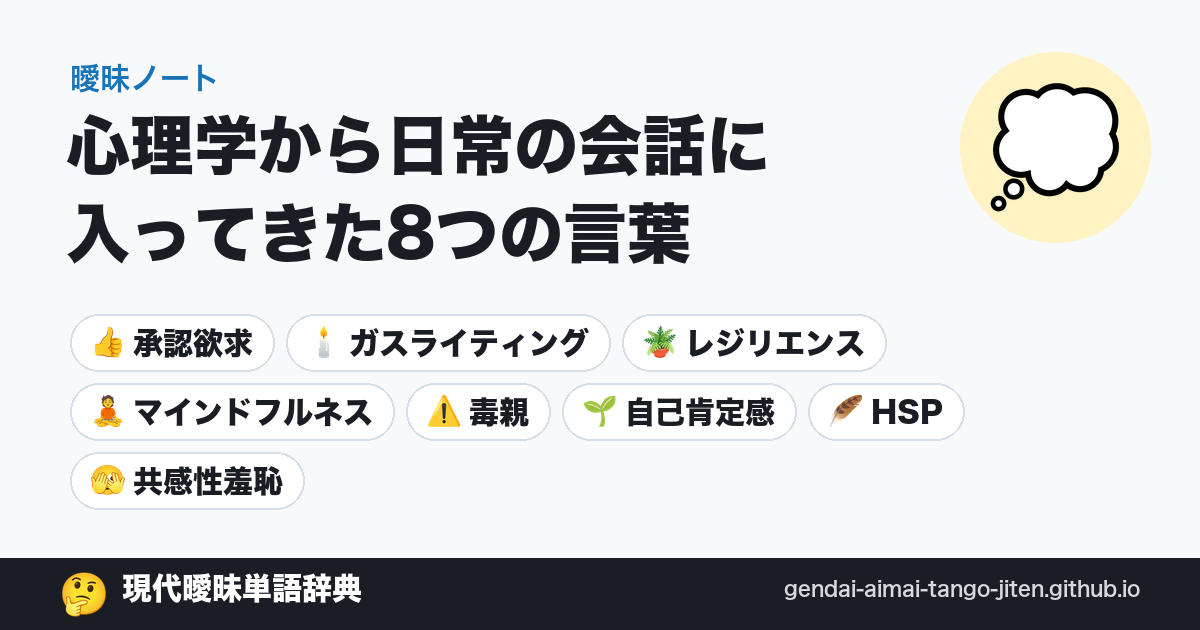 曖昧ノート
心理学から日常の会話に
入ってきた8つの言葉
👍 承認欲求 🕯️ ガスライティング 🪴 レジリエンス
🧘 マインドフルネス ⚠️ 毒親 🌱 自己肯定感 🪶 HSP
🫣 共感性羞恥
🤔 現代曖昧単語辞典 gendai-aimai-tango-jiten.github.io